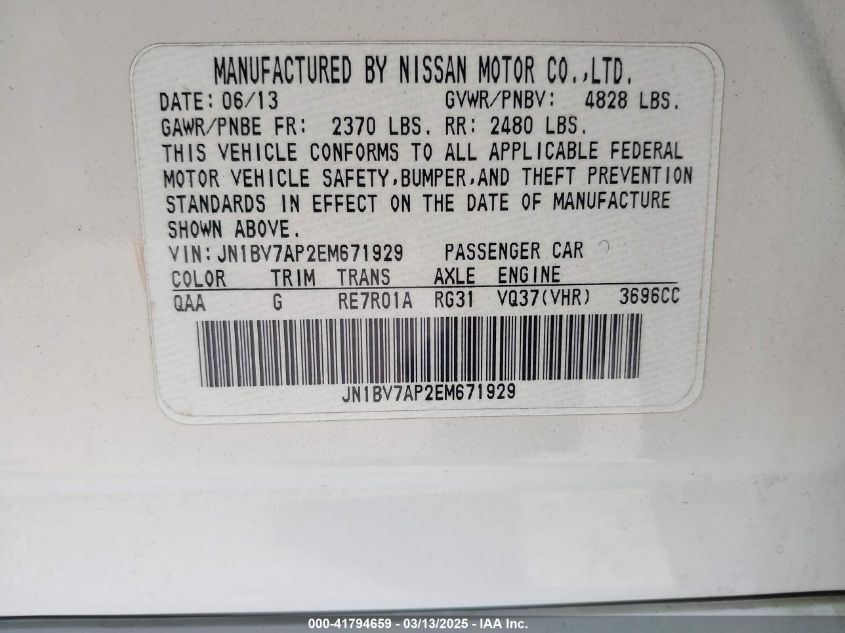 MANUFACTURED BY NISSAN MOTOR CO.,LTD.
DATE: 06/13 GVWR/PNBV: 4828 LBS.
GAWR/PNBE FR: 2370 LBS. RR: 2480 LBS.
THIS VEHICLE CONFORMS TO ALL APPLICABLE FEDERAL
MOTOR VEHICLE SAFETY,BUMPER,AND THEFT PREVENTION
STANDARDS IN EFFECT ON THE DATE OF MANUFACTURE
SHOWN ABOVE.
VIN:JN1BV7AP2EM671929 PASSENGER CAR
COLOR TRIM TRANS AXLE ENGINE
QAA G RE7R01A RG31 VQ37(VHR) 3696CC
JN1BV7AP2EM671929
000-41794659 - 03/13/2025 - IAA Inc.